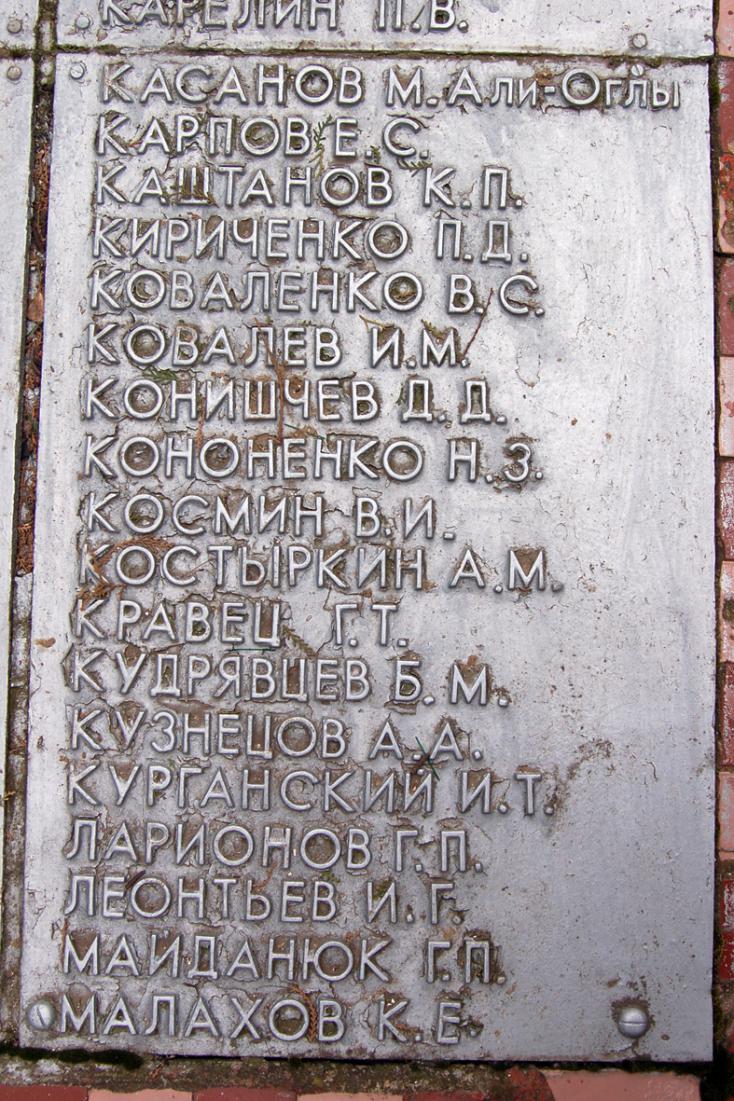 КАРЕЛИН П.В.
КАСАНОВ М.Али-Оглы
КАРПОВ Е.С.
КАШТАНОВ К.П.
КИРИЧЕНКО П.Д.
КОВАЛЕНКО В.С.
КОВАЛЕВ И.М.
КОНИШЧЕВ Д.Д.
КОНОНЕНКО Н.З.
КОСМИН В.И.
КОСТЫРКИН А.М.
КРАВЕЦ Г.Т.
КУДРЯВЦЕВ Б.М.
КУЗНЕЦОВ А.А.
КУРГАНСКИЙ И.Т.
ЛАРИОНОВ Г.П.
ЛЕОНТЬЕВ И.Г.
МАЙДАНЮК Г.П.
МАЛАХОВ К.Е.